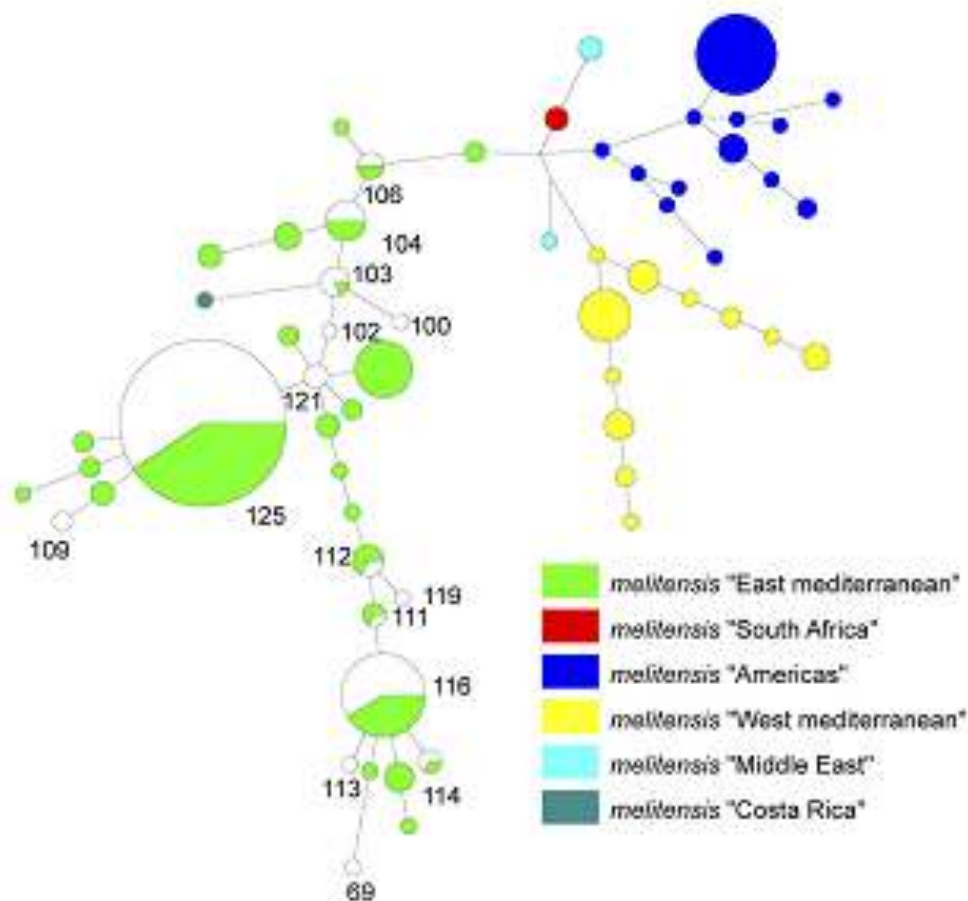 106
104
103
102
100
121
125
109
112
119
111
116
113
114
69
melitensis "East mediterranean"
melitensis "South Africa"
melitensis "Americas"
melitensis "West mediterranean"
melitensis "Middle East"
melitensis "Costa Rica"